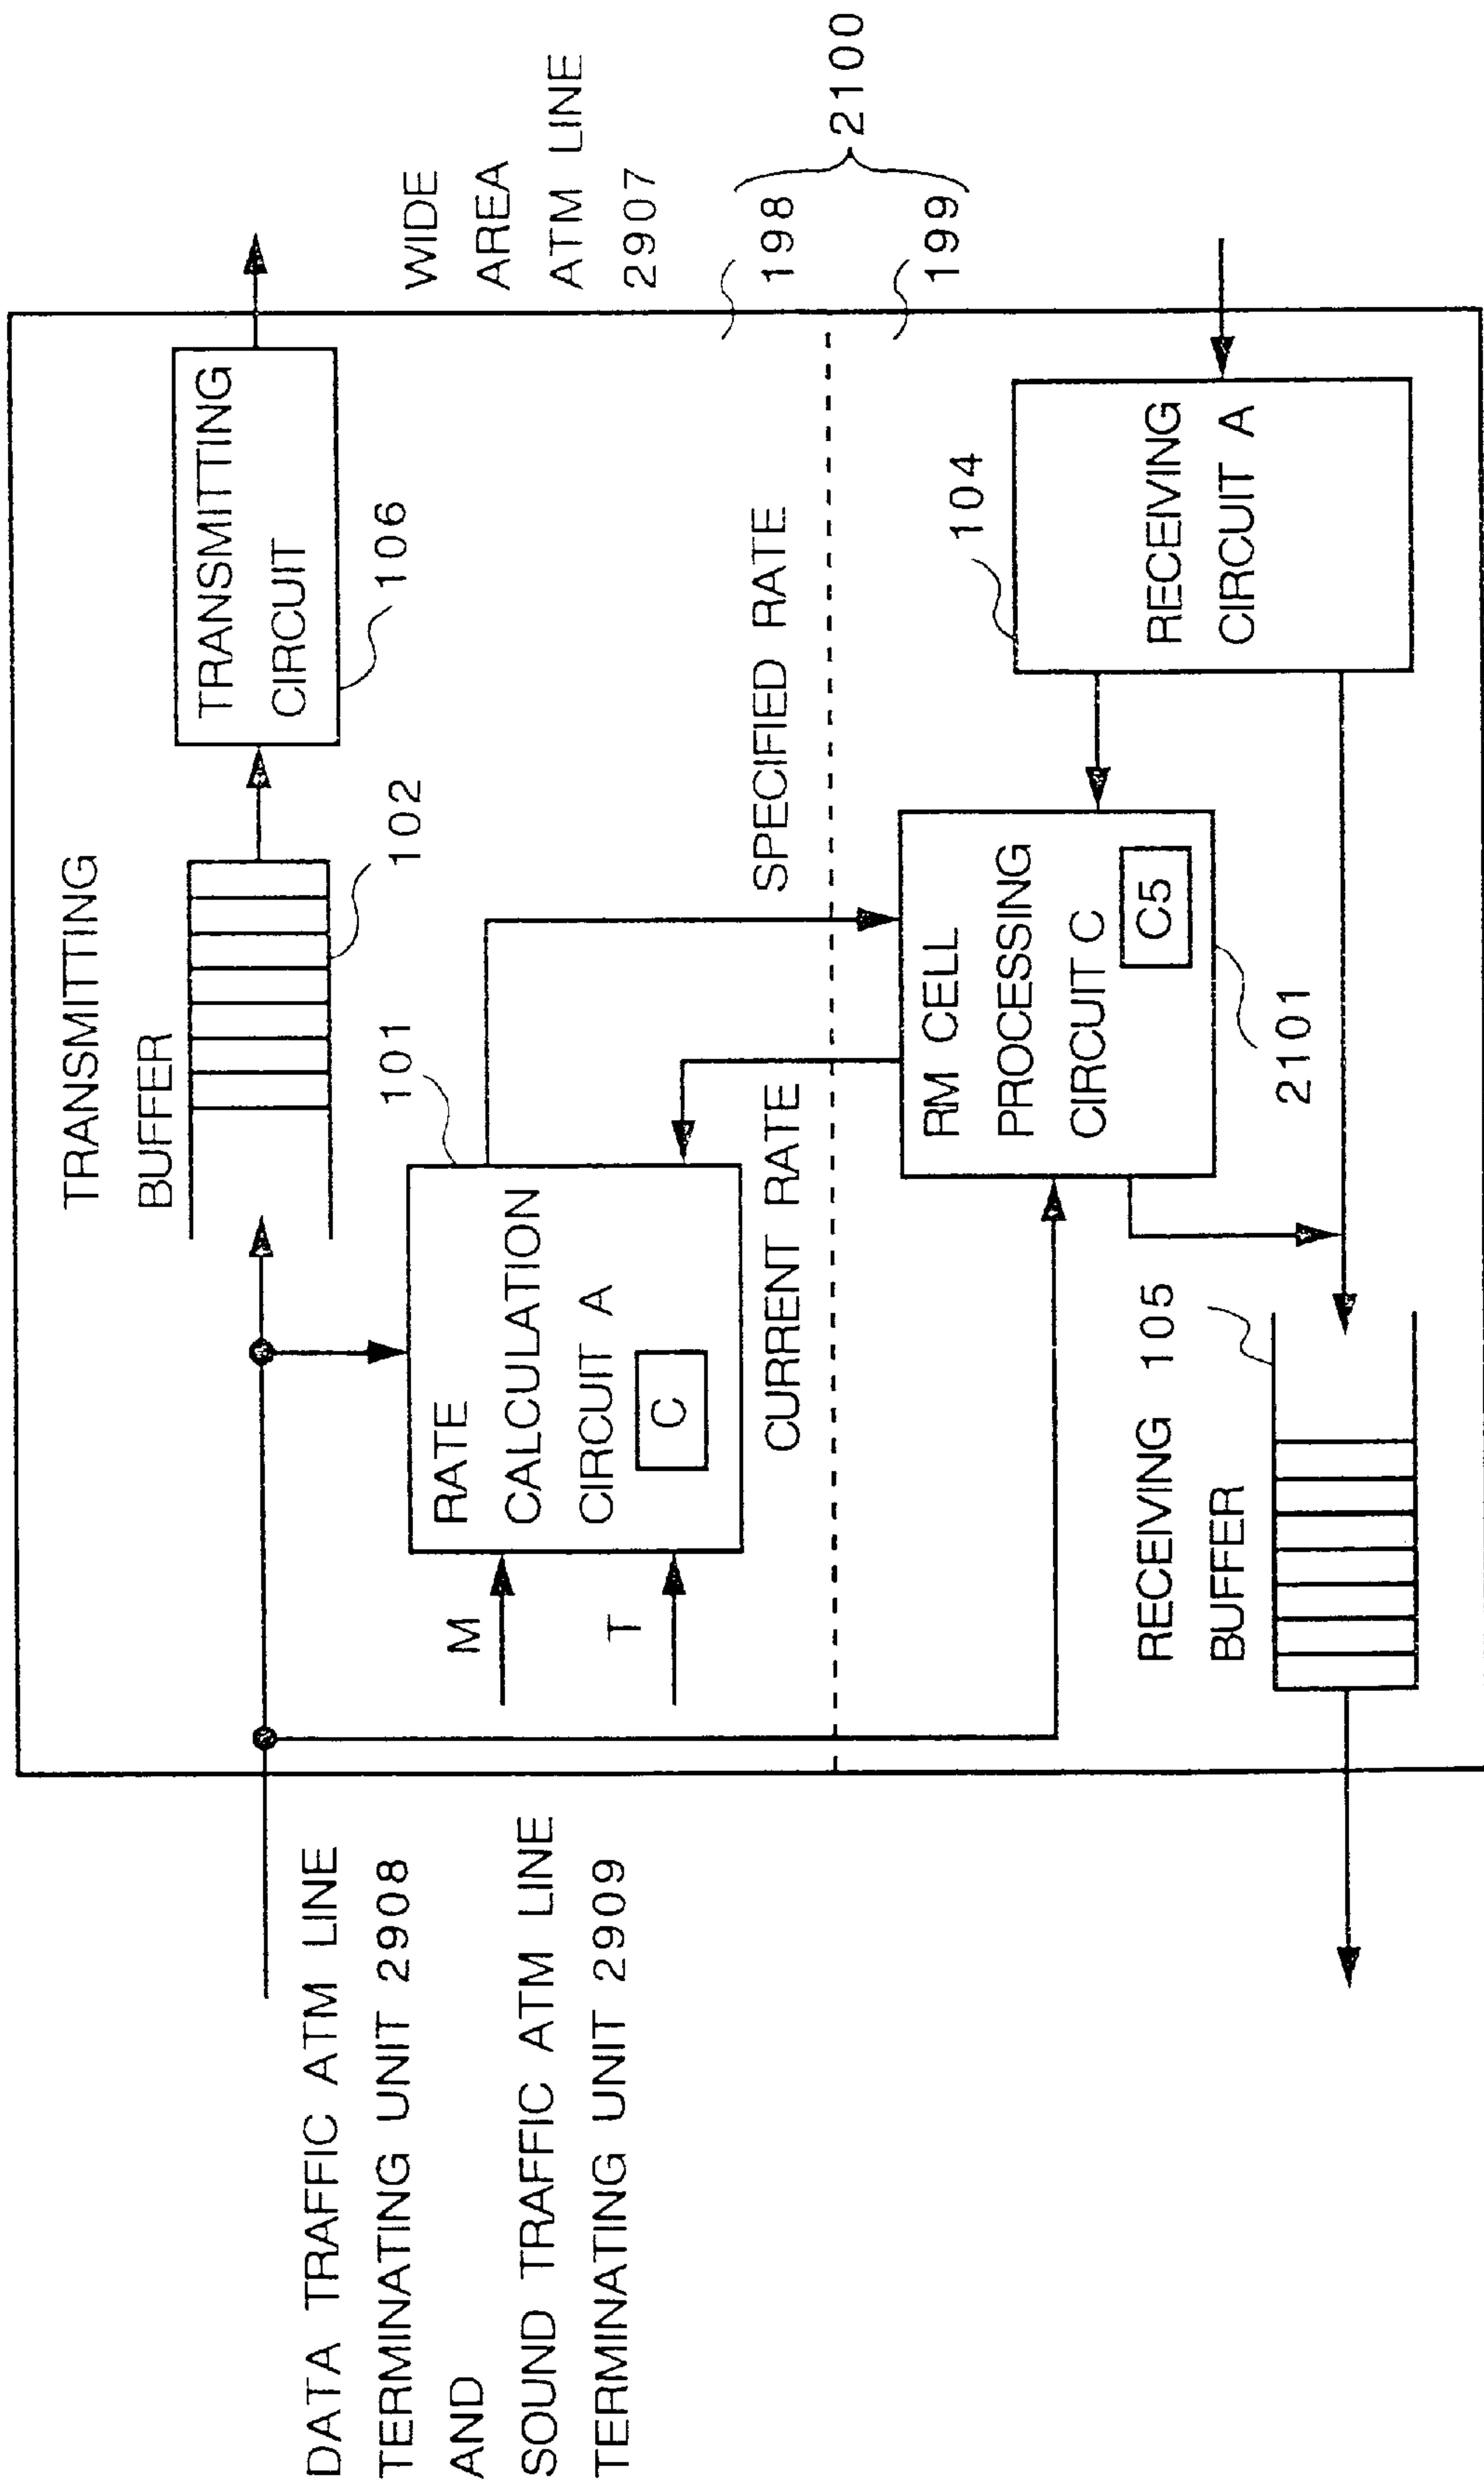 TRANSMITTING
BUFFER
102
TRANSMITTING
CIRCUIT
106
WIDE
AREA
ATM LINE
2907
198
199
2100
DATA TRAFFIC ATM LINE
TERMINATING UNIT 2908
AND
SOUND TRAFFIC ATM LINE
TERMINATING UNIT 2909
M
T
101
RATE
CALCULATION
CIRCUIT A
C
CURRENT RATE
SPECIFIED RATE
RM CELL
PROCESSING
CIRCUIT C
C5
2101
104
RECEIVING
CIRCUIT A
RECEIVING 105
BUFFER